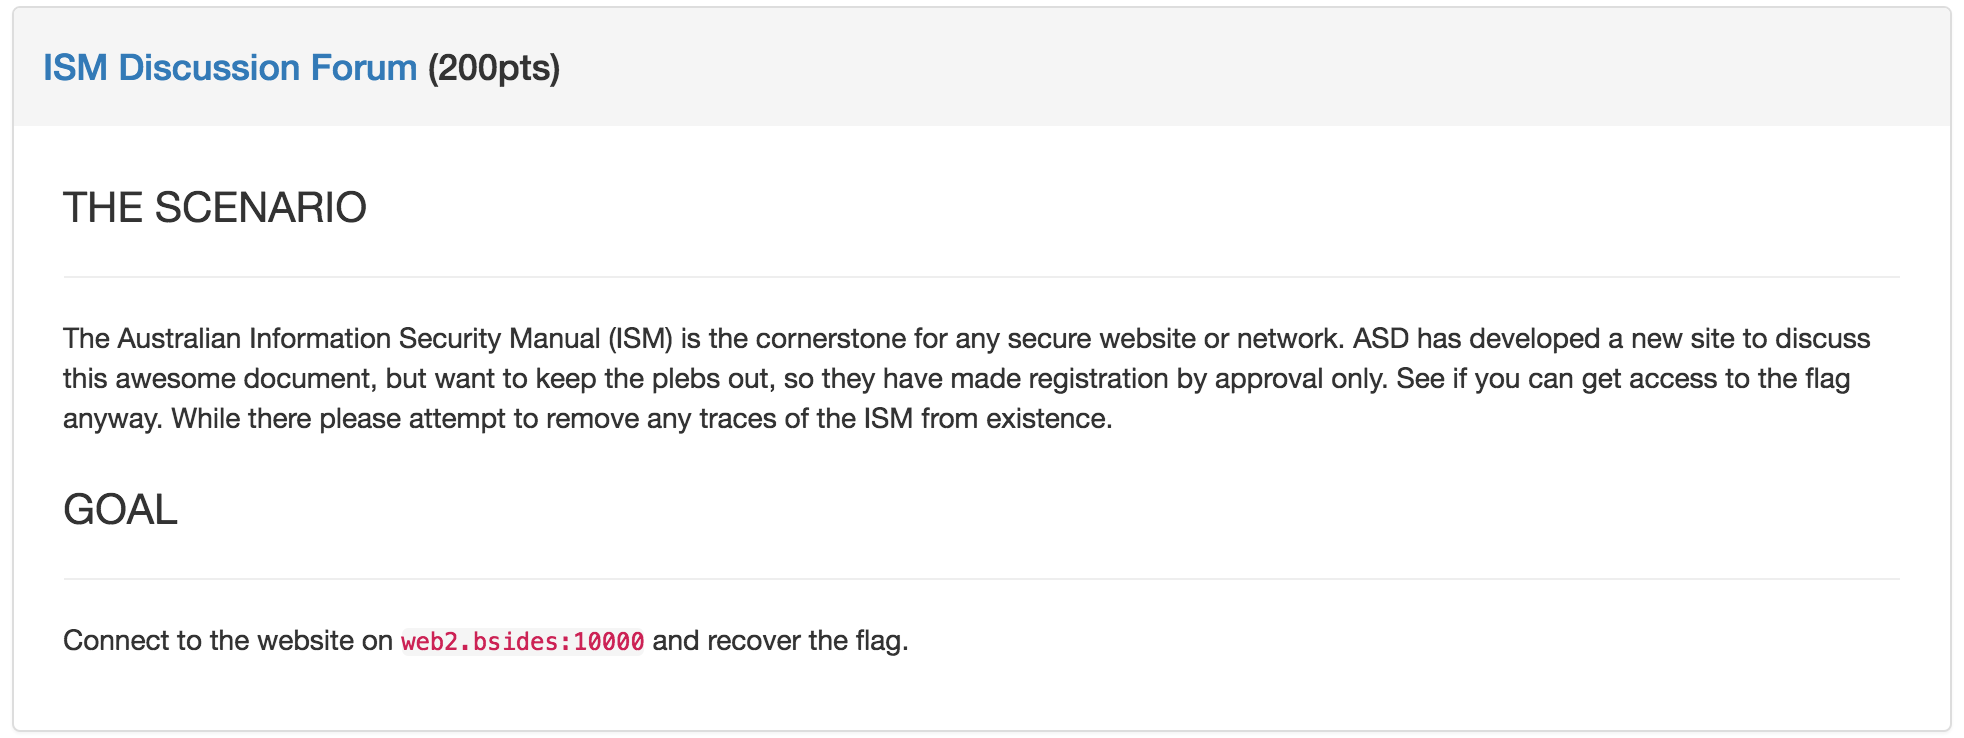 ISM Discussion Forum (200pts)
THE SCENARIO
The Australian Information Security Manual (ISM) is the cornerstone for any secure website or network. ASD has developed a new site to discuss
this awesome document, but want to keep the plebs out, so they have made registration by approval only. See if you can get access to the flag
anyway. While there please attempt to remove any traces of the ISM from existence.
GOAL
Connect to the website on web2.bsides:10000 and recover the flag.